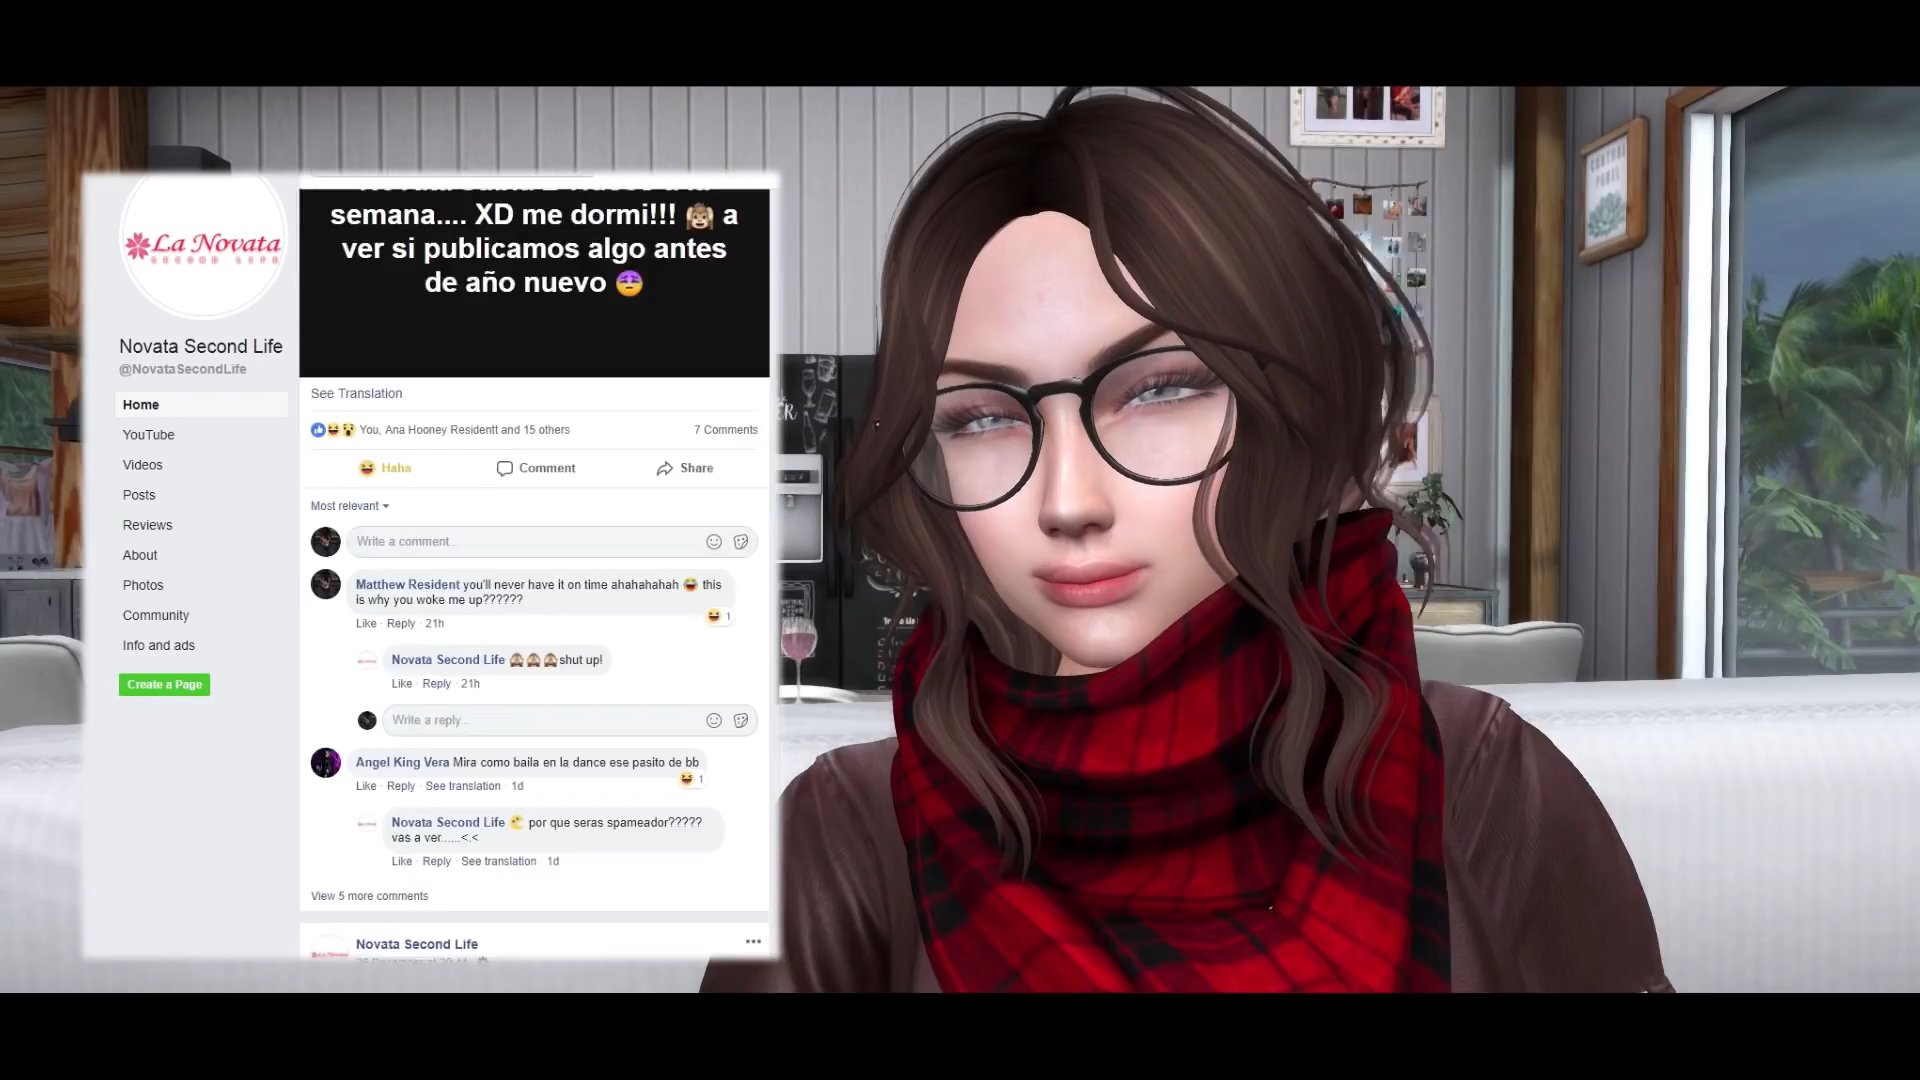 semana.... XD me dormi!!! 🙉 a
ver si publicamos algo antes
de año nuevo 😌
La Novata
SECOND LIFE
Novata Second Life
@NovataSecondLife
Home
YouTube
Videos
Posts
Reviews
About
Photos
Community
Info and ads
Create a Page
See Translation
You, Ana Hooney Residentt and 15 others
7 Comments
Haha
Comment
Share
Most relevant
Write a comment...
Matthew Resident you'll never have it on time ahahahahah 😂 this
is why you woke me up??????
1
Like · Reply · 21h
Novata Second Life 🙈🙈🙈shut up!
Like · Reply · 21h
Write a reply...
Angel King Vera Mira como baila en la dance ese pasito de bb
1
Like · Reply · See translation · 1d
Novata Second Life por que seras spameador?????
vas a ver......<.<
Like · Reply · See translation · 1d
View 5 more comments
Novata Second Life